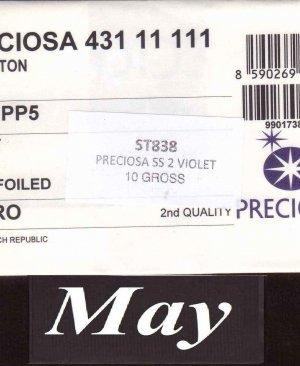 CIOSA 431 11 111
TON
PP5
8 590269
9901738
ST838
PRECIOSA SS 2 VIOLET
10 GROSS
FOILED
RO
2nd QUALITY
PRECIO
CH REPUBLIC
May